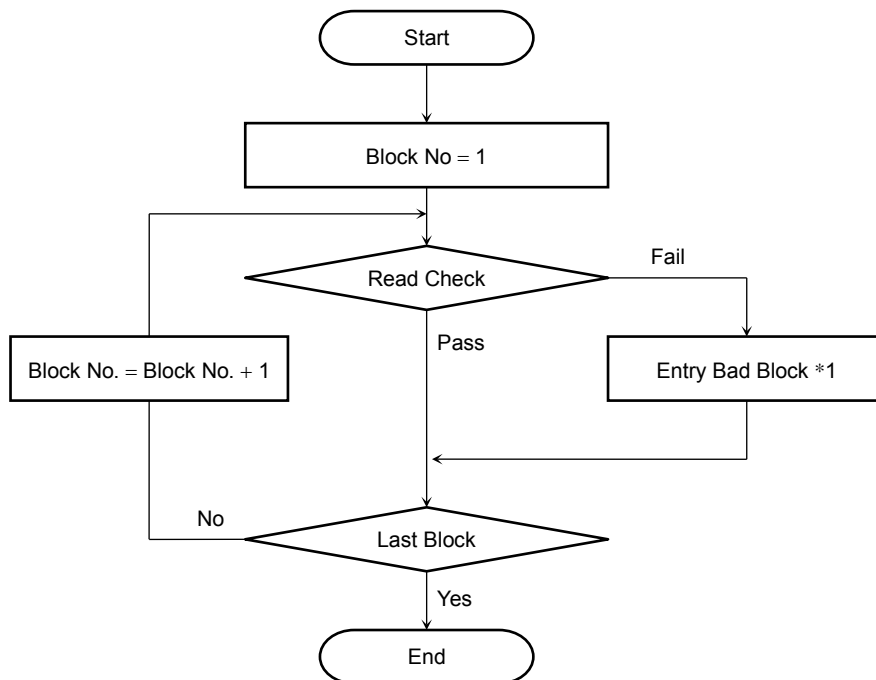 Start
Block No = 1
Read Check
Fail
Pass
Block No. = Block No. + 1
Entry Bad Block *1
No
Last Block
Yes
End